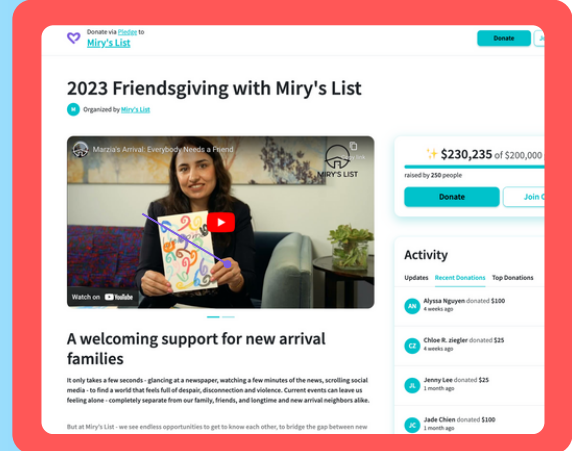 Donate via Pledge to
Miry's List
Donate
2023 Friendsgiving with Miry's List
M
Organized by Miry's List
Marzia's Arrival: Everybody Needs a Friend
MIRY'S LIST
Watch on YouTube
$230,235 of $200,000
raised by 250 people
Donate
Join
Activity
Updates Recent Donations Top Donations
AN
Alyssa Nguyen donated $100
4 weeks ago
CZ
Chloe R. ziegler donated $25
4 weeks ago
JL
Jenny Lee donated $25
1 month ago
JC
Jade Chien donated $100
1 month ago
A welcoming support for new arrival
families
It only takes a few seconds - glancing at a newspaper, watching a few minutes of the news, scrolling social
media - to find a world that feels full of despair, disconnection and violence. Current events can leave us
feeling alone - completely separate from our family, friends, and longtime and new arrival neighbors alike.
But at Miry's List - we see endless opportunities to get to know each other, to bridge the gap between new